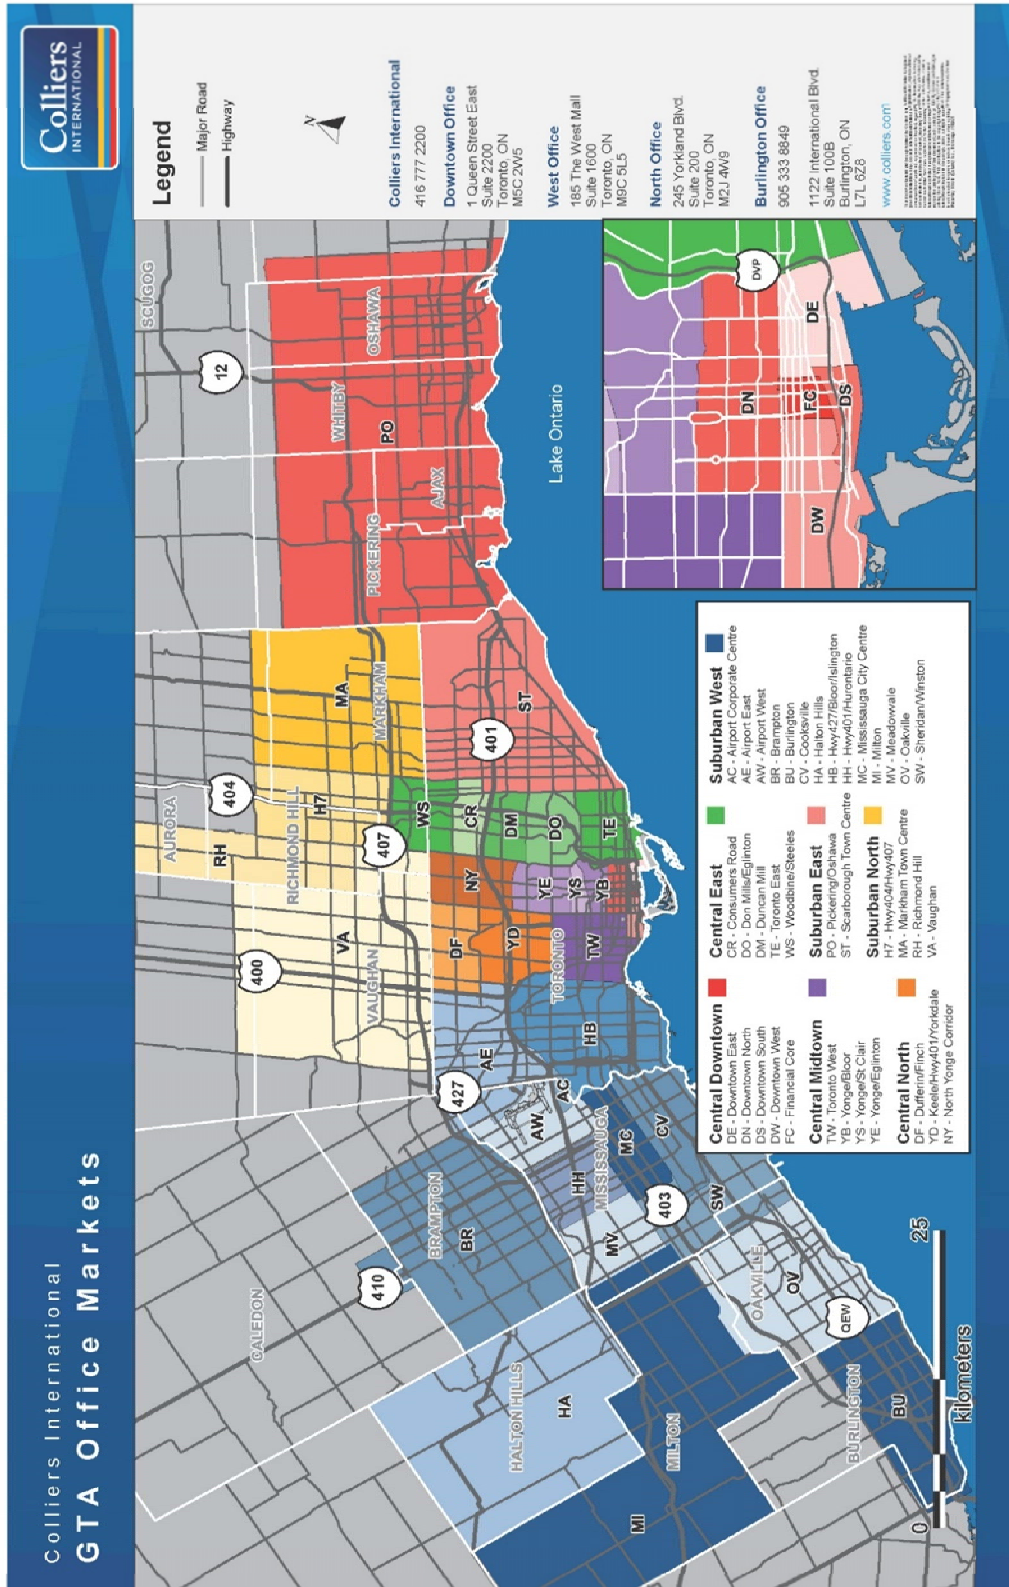 Colliers International
GTA Office Markets
Colliers
INTERNATIONAL
Legend
Major Road
Highway
N
Colliers International
416 777 2200
Downtown Office
1 Queen Street East
Suite 2200
Toronto, ON
M5C 2W5
West Office
185 The West Mall
Suite 1600
Toronto, ON
M9C 5L5
North Office
245 Yorkland Blvd.
Suite 200
Toronto, ON
M2J 4W9
Burlington Office
905 333 8849
1122 International Blvd.
Suite 100B
Burlington, ON
L7L 6Z8
www.colliers.com
SCUGOG
12
OSHAWA
WHITBY
PO
AJAX
PICKERING
AURORA
404
RH
RICHMOND HILL
H7
MA
MARKHAM
407
400
VA
VAUGHAN
WS
CR
DM
DO
TE
401
ST
NY
DF
YD
YE
YS
YB
TW
TORONTO
AE
HB
427
AW
AC
HH
MISSISSAUGA
MC
CV
MV
403
SW
BRAMPTON
BR
410
CALEDON
HALTON HILLS
HA
MILTON
MI
OAKVILLE
OV
QEW
BURLINGTON
BU
Lake Ontario
DVP
DN
DE
FC
DS
DW
0
25
kilometers
Central Downtown
DE - Downtown East
DN - Downtown North
DS - Downtown South
DW - Downtown West
FC - Financial Core
Central Midtown
TW - Toronto West
YB - Yonge/Bloor
YS - Yonge/St Clair
YE - Yonge/Eglinton
Central North
DF - Dufferin/Finch
YD - Keele/Hwy401/Yorkdale
NY - North Yonge Corridor
Central East
CR - Consumers Road
DO - Don Mills/Eglinton
DM - Duncan Mill
TE - Toronto East
WS - Woodbine/Steeles
Suburban East
PO - Pickering/Oshawa
ST - Scarborough Town Centre
Suburban North
H7 - Hwy404/Hwy407
MA - Markham Town Centre
RH - Richmond Hill
VA - Vaughan
Suburban West
AC - Airport Corporate Centre
AE - Airport East
AW - Airport West
BR - Brampton
BU - Burlington
CV - Cooksville
HA - Halton Hills
HB - Hwy427/Bloor/Islington
HH - Hwy401/Hurontario
MC - Mississauga City Centre
MI - Milton
MV - Meadowvale
OV - Oakville
SW - Sheridan/Winston